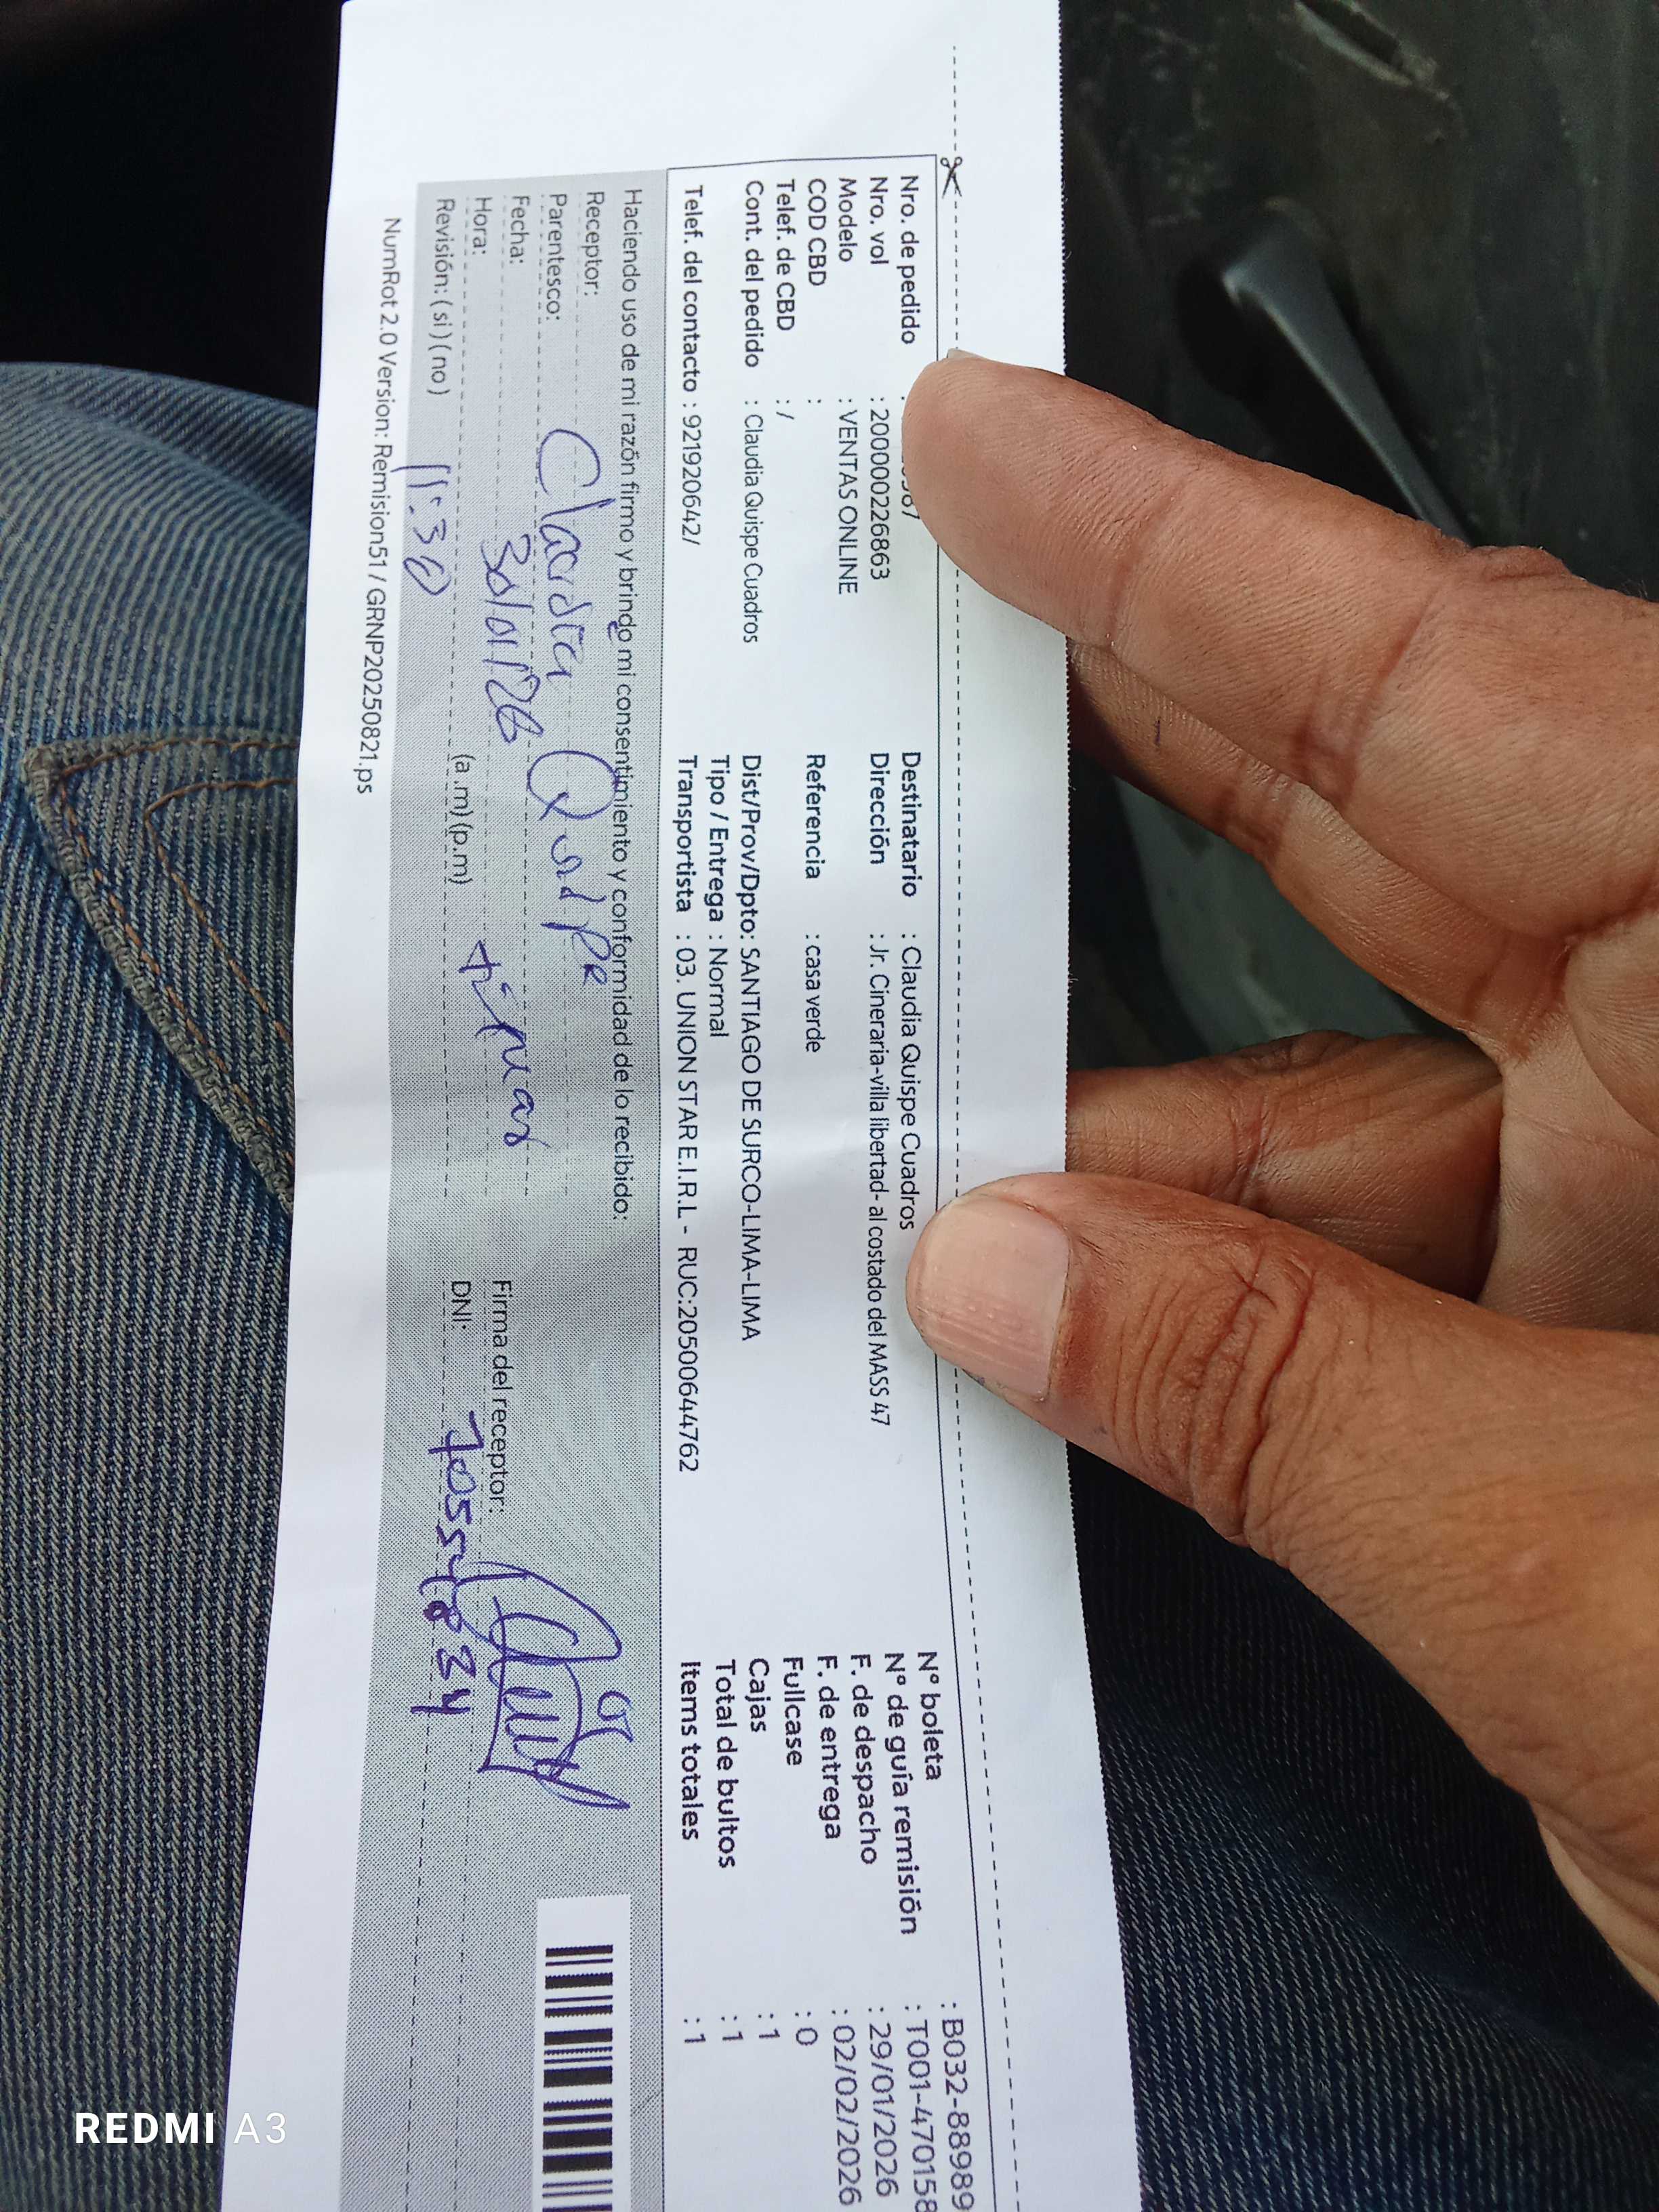 Nro. de pedido
Nro. vol : 2000000226863
Modelo : VENTAS ONLINE
COD CBD :
Telef. de CBD : /
Cont. del pedido : Claudia Quispe Cuadros
Telef. del contacto : 921920642/
Destinatario : Claudia Quispe Cuadros
Dirección : Jr. Cineraria-villa libertad- al costado del MASS 47
Referencia : casa verde
Dist/Prov/Dpto: SANTIAGO DE SURCO-LIMA-LIMA
Tipo / Entrega : Normal
Transportista : 03. UNION STAR E.I.R.L - RUC:20500644762
N° boleta : B032-88989
N° de guía remisión : T001-470158
F. de despacho : 29/01/2026
F. de entrega : 02/02/2026
Fullcase : 0
Cajas : 1
Total de bultos : 1
Items totales : 1
Haciendo uso de mi razón firmo y brindo mi consentimiento y conformidad de lo recibido:
Receptor: Claudia
Parentesco:
Fecha: 30/01/26
Hora: (a .m) (p.m)
Revisión: ( si ) ( no ) 11:30
Firma del receptor:
DNI:
NumRot 2.0 Version: Remision51 / GRNP20250821.ps
REDMI A3